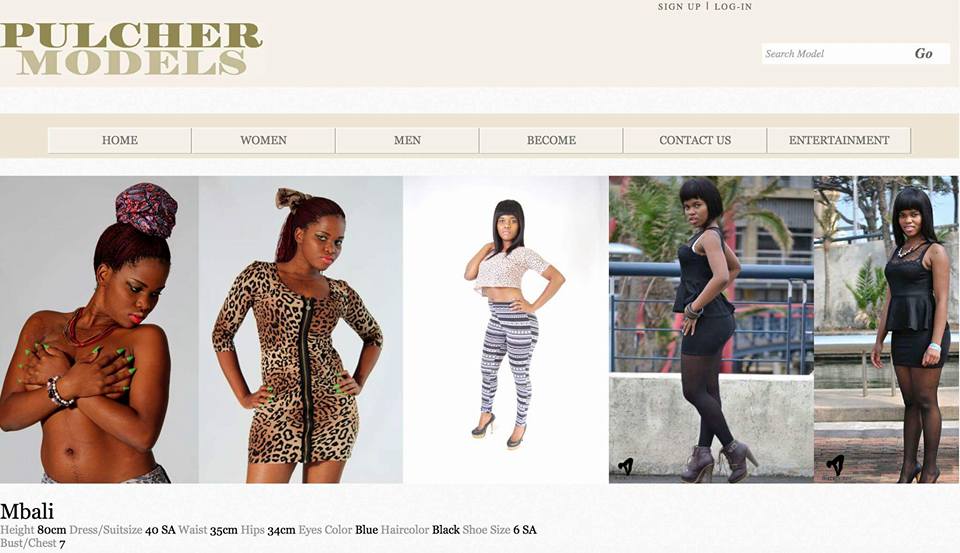 SIGN UP | LOG-IN
PULCHER
MODELS
Search Model Go
HOME WOMEN MEN BECOME CONTACT US ENTERTAINMENT
Mbali
Height 80cm Dress/Suitsize 40 SA Waist 35cm Hips 34cm Eyes Color Blue Haircolor Black Shoe Size 6 SA
Bust/Chest 7